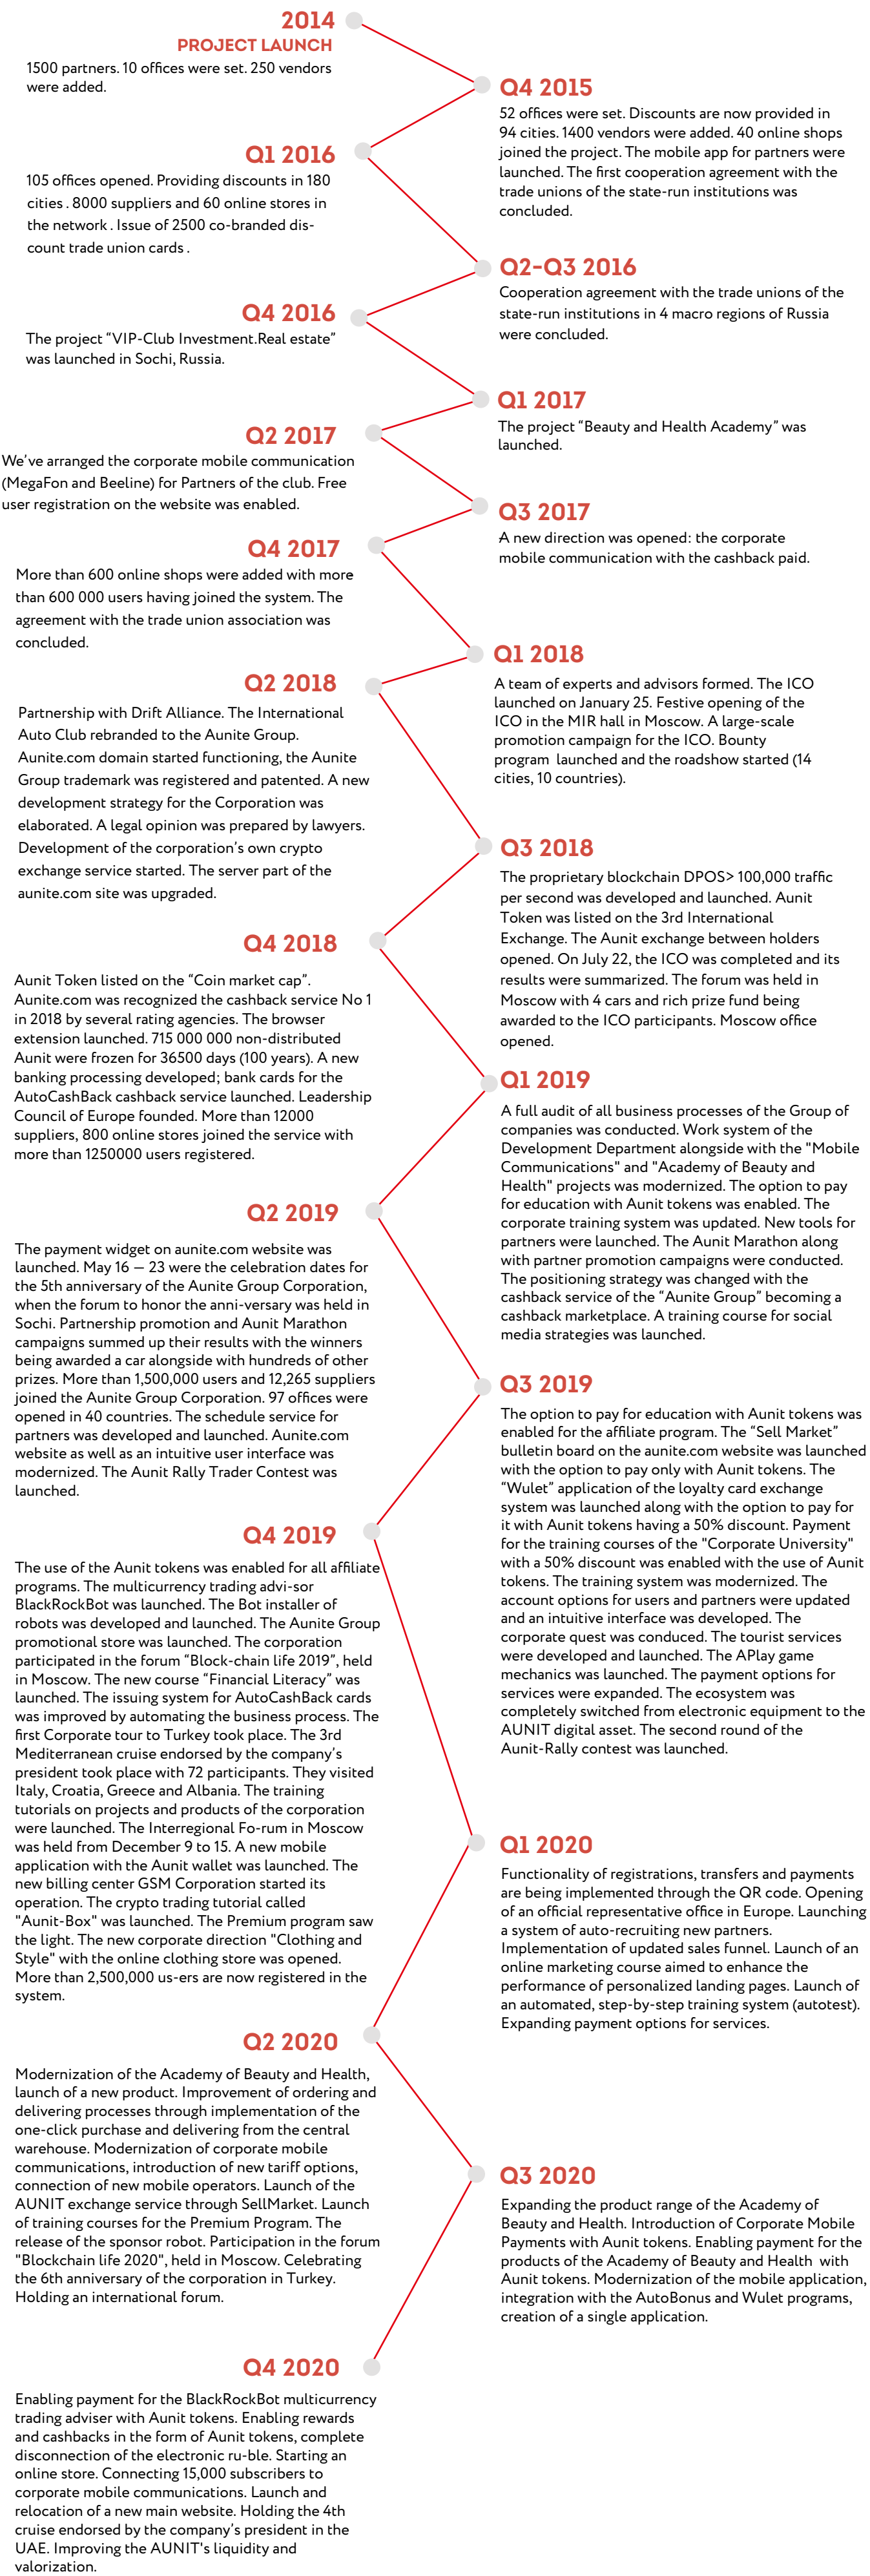 2014
PROJECT LAUNCH
1500 partners. 10 offices were set. 250 vendors
were added.
Q4 2015
52 offices were set. Discounts are now provided in
94 cities. 1400 vendors were added. 40 online shops
joined the project. The mobile app for partners were
launched. The first cooperation agreement with the
trade unions of the state-run institutions was
concluded.
Q1 2016
105 offices opened. Providing discounts in 180
cities . 8000 suppliers and 60 online stores in
the network . Issue of 2500 co-branded dis-
count trade union cards .
Q2-Q3 2016
Cooperation agreement with the trade unions of the
state-run institutions in 4 macro regions of Russia
were concluded.
Q4 2016
The project “VIP-Club Investment.Real estate”
was launched in Sochi, Russia.
Q1 2017
The project “Beauty and Health Academy” was
launched.
Q2 2017
We’ve arranged the corporate mobile communication
(MegaFon and Beeline) for Partners of the club. Free
user registration on the website was enabled.
Q3 2017
A new direction was opened: the corporate
mobile communication with the cashback paid.
Q4 2017
More than 600 online shops were added with more
than 600 000 users having joined the system. The
agreement with the trade union association was
concluded.
Q1 2018
A team of experts and advisors formed. The ICO
launched on January 25. Festive opening of the
ICO in the MIR hall in Moscow. A large-scale
promotion campaign for the ICO. Bounty
program launched and the roadshow started (14
cities, 10 countries).
Q2 2018
Partnership with Drift Alliance. The International
Auto Club rebranded to the Aunite Group.
Aunite.com domain started functioning, the Aunite
Group trademark was registered and patented. A new
development strategy for the Corporation was
elaborated. A legal opinion was prepared by lawyers.
Development of the corporation’s own crypto
exchange service started. The server part of the
aunite.com site was upgraded.
Q3 2018
The proprietary blockchain DPOS> 100,000 traffic
per second was developed and launched. Aunit
Token was listed on the 3rd International
Exchange. The Aunit exchange between holders
opened. On July 22, the ICO was completed and its
results were summarized. The forum was held in
Moscow with 4 cars and rich prize fund being
awarded to the ICO participants. Moscow office
opened.
Q4 2018
Aunit Token listed on the “Coin market cap”.
Aunite.com was recognized the cashback service No 1
in 2018 by several rating agencies. The browser
extension launched. 715 000 000 non-distributed
Aunit were frozen for 36500 days (100 years). A new
banking processing developed; bank cards for the
AutoCashBack cashback service launched. Leadership
Council of Europe founded. More than 12000
suppliers, 800 online stores joined the service with
more than 1250000 users registered.
Q1 2019
A full audit of all business processes of the Group of
companies was conducted. Work system of the
Development Department alongside with the "Mobile
Communications" and "Academy of Beauty and
Health" projects was modernized. The option to pay
for education with Aunit tokens was enabled. The
corporate training system was updated. New tools for
partners were launched. The Aunit Marathon along
with partner promotion campaigns were conducted.
The positioning strategy was changed with the
cashback service of the “Aunite Group” becoming a
cashback marketplace. A training course for social
media strategies was launched.
Q2 2019
The payment widget on aunite.com website was
launched. May 16 — 23 were the celebration dates for
the 5th anniversary of the Aunite Group Corporation,
when the forum to honor the anni-versary was held in
Sochi. Partnership promotion and Aunit Marathon
campaigns summed up their results with the winners
being awarded a car alongside with hundreds of other
prizes. More than 1,500,000 users and 12,265 suppliers
joined the Aunite Group Corporation. 97 offices were
opened in 40 countries. The schedule service for
partners was developed and launched. Aunite.com
website as well as an intuitive user interface was
modernized. The Aunit Rally Trader Contest was
launched.
Q3 2019
The option to pay for education with Aunit tokens was
enabled for the affiliate program. The “Sell Market”
bulletin board on the aunite.com website was launched
with the option to pay only with Aunit tokens. The
“Wulet” application of the loyalty card exchange
system was launched along with the option to pay for
it with Aunit tokens having a 50% discount. Payment
for the training courses of the "Corporate University"
with a 50% discount was enabled with the use of Aunit
tokens. The training system was modernized. The
account options for users and partners were updated
and an intuitive interface was developed. The
corporate quest was conduced. The tourist services
were developed and launched. The APlay game
mechanics was launched. The payment options for
services were expanded. The ecosystem was
completely switched from electronic equipment to the
AUNIT digital asset. The second round of the
Aunit-Rally contest was launched.
Q4 2019
The use of the Aunit tokens was enabled for all affiliate
programs. The multicurrency trading advi-sor
BlackRockBot was launched. The Bot installer of
robots was developed and launched. The Aunite Group
promotional store was launched. The corporation
participated in the forum “Block-chain life 2019”, held
in Moscow. The new course “Financial Literacy” was
launched. The issuing system for AutoCashBack cards
was improved by automating the business process. The
first Corporate tour to Turkey took place. The 3rd
Mediterranean cruise endorsed by the company’s
president took place with 72 participants. They visited
Italy, Croatia, Greece and Albania. The training
tutorials on projects and products of the corporation
were launched. The Interregional Fo-rum in Moscow
was held from December 9 to 15. A new mobile
application with the Aunit wallet was launched. The
new billing center GSM Corporation started its
operation. The crypto trading tutorial called
"Aunit-Box" was launched. The Premium program saw
the light. The new corporate direction "Clothing and
Style" with the online clothing store was opened.
More than 2,500,000 us-ers are now registered in the
system.
Q1 2020
Functionality of registrations, transfers and payments
are being implemented through the QR code. Opening
of an official representative office in Europe. Launching
a system of auto-recruiting new partners.
Implementation of updated sales funnel. Launch of an
online marketing course aimed to enhance the
performance of personalized landing pages. Launch of
an automated, step-by-step training system (autotest).
Expanding payment options for services.
Q2 2020
Modernization of the Academy of Beauty and Health,
launch of a new product. Improvement of ordering and
delivering processes through implementation of the
one-click purchase and delivering from the central
warehouse. Modernization of corporate mobile
communications, introduction of new tariff options,
connection of new mobile operators. Launch of the
AUNIT exchange service through SellMarket. Launch
of training courses for the Premium Program. The
release of the sponsor robot. Participation in the forum
"Blockchain life 2020", held in Moscow. Celebrating
the 6th anniversary of the corporation in Turkey.
Holding an international forum.
Q3 2020
Expanding the product range of the Academy of
Beauty and Health. Introduction of Corporate Mobile
Payments with Aunit tokens. Enabling payment for the
products of the Academy of Beauty and Health with
Aunit tokens. Modernization of the mobile application,
integration with the AutoBonus and Wulet programs,
creation of a single application.
Q4 2020
Enabling payment for the BlackRockBot multicurrency
trading adviser with Aunit tokens. Enabling rewards
and cashbacks in the form of Aunit tokens, complete
disconnection of the electronic ru-ble. Starting an
online store. Connecting 15,000 subscribers to
corporate mobile communications. Launch and
relocation of a new main website. Holding the 4th
cruise endorsed by the company’s president in the
UAE. Improving the AUNIT's liquidity and
valorization.